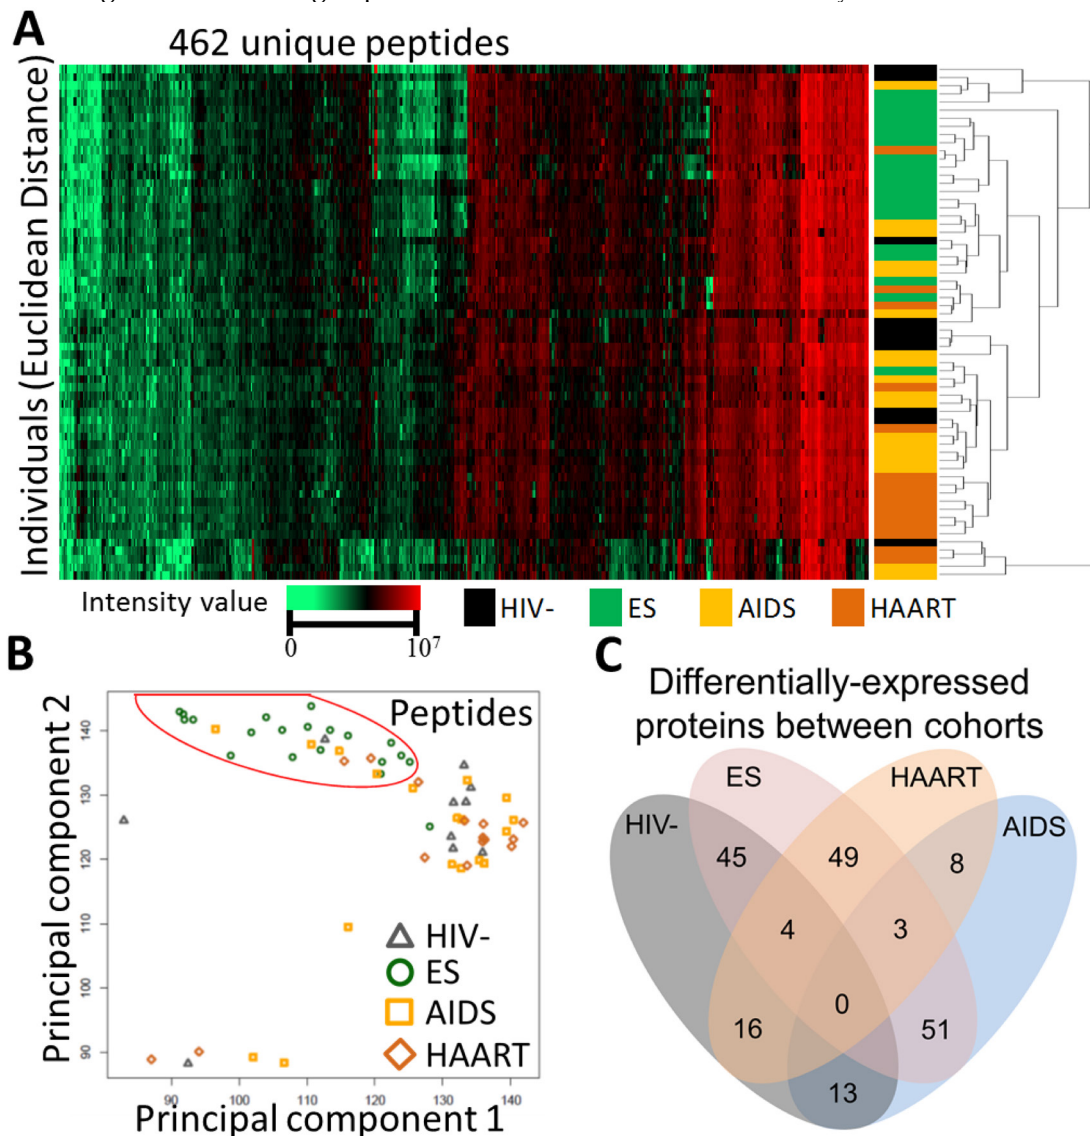 A
462 unique peptides
Individuals (Euclidean Distance)
Intensity value
0
10⁷
HIV-
ES
AIDS
HAART
B
Peptides
Principal component 2
140
130
120
110
100
90
HIV-
ES
AIDS
HAART
90
100
110
120
130
140
Principal component 1
C
Differentially-expressed
proteins between cohorts
ES
HAART
HIV-
AIDS
45
49
8
4
3
0
16
51
13